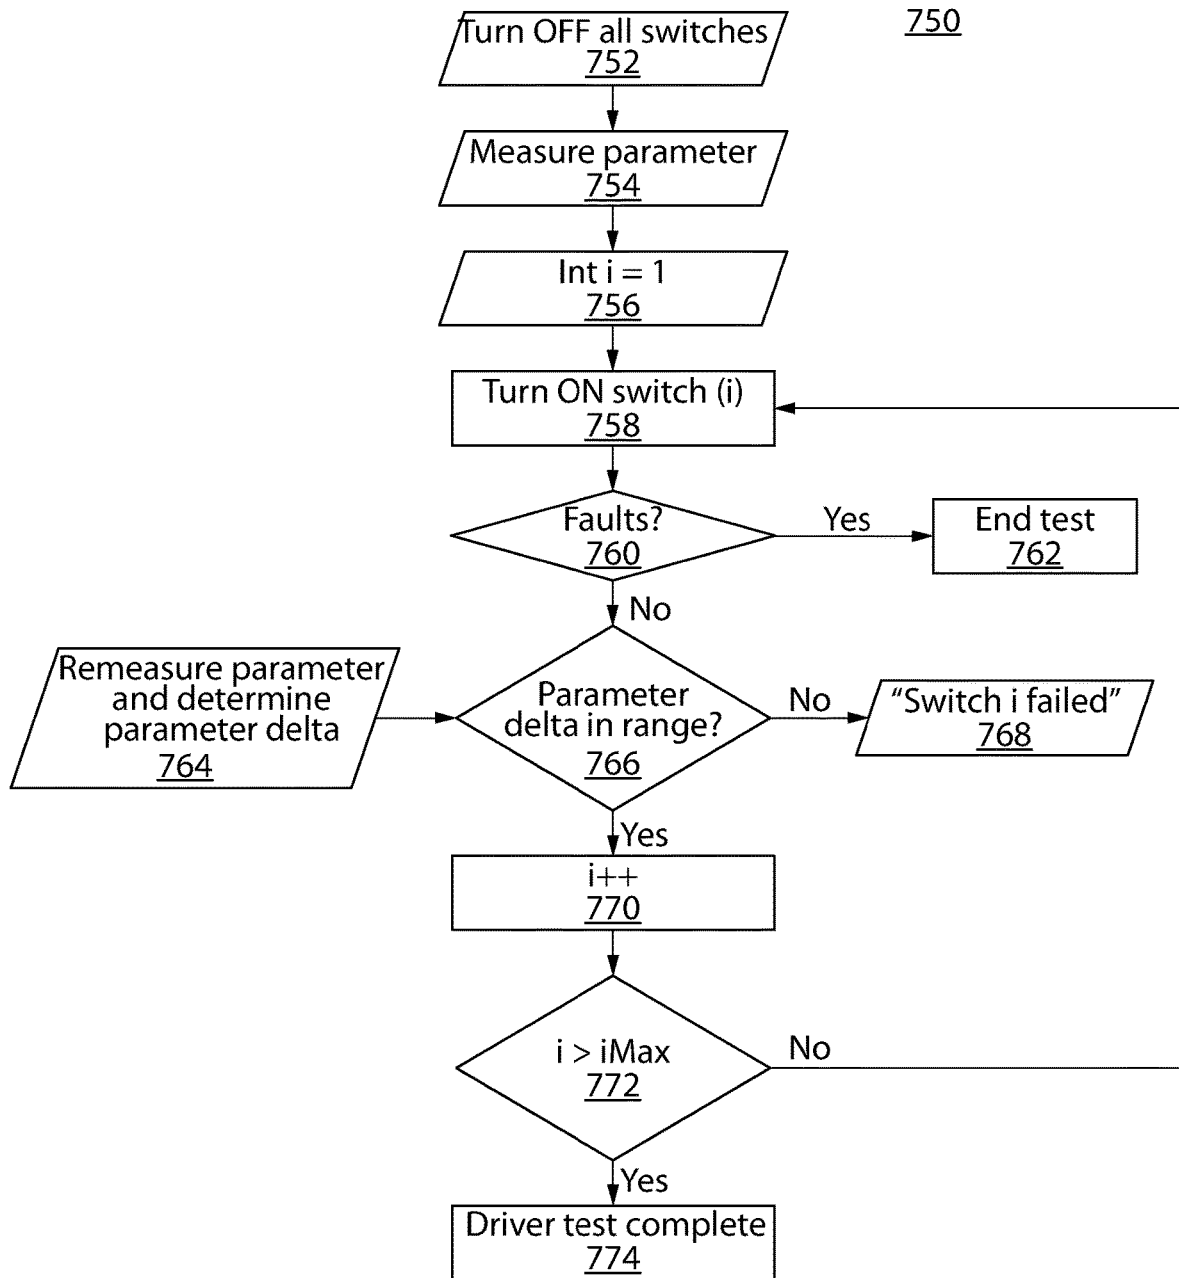 750
Turn OFF all switches
752
Measure parameter
754
Int i = 1
756
Turn ON switch (i)
758
Faults?
760
Yes
End test
762
No
Remeasure parameter
and determine
parameter delta
764
Parameter
delta in range?
766
No
“Switch i failed”
768
Yes
i++
770
i > iMax
772
No
Yes
Driver test complete
774